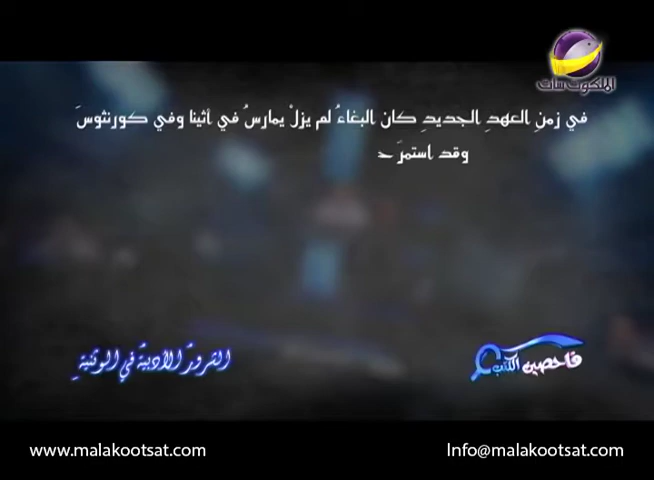 الملكوت سات
في زمنِ العهدِ الجديدِ كان البغاءُ لم يزلْ يمارسُ في أثينا وفي كورنثوسَ
وقد استمرَ
فاحصين الكتب
الشرورُ الأدبيةُ في الوثنيةِ
www.malakootsat.com
Info@malakootsat.com